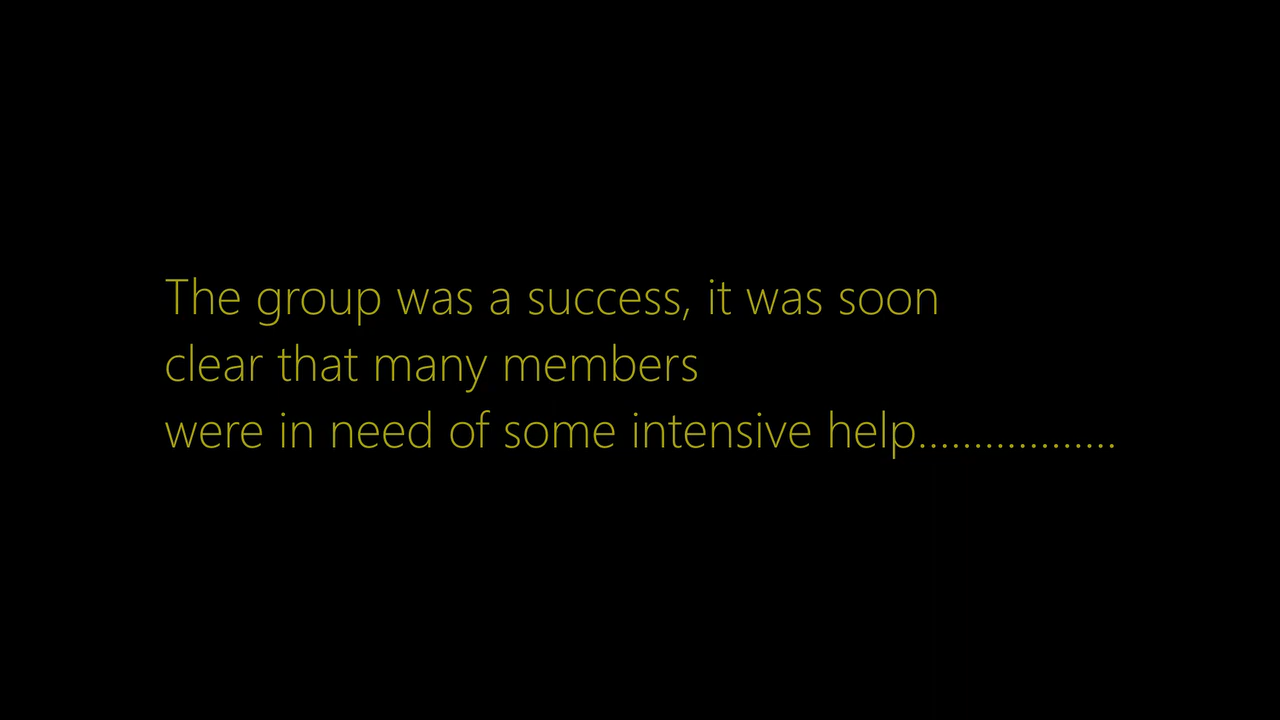 The group was a success, it was soon
clear that many members
were in need of some intensive help..................